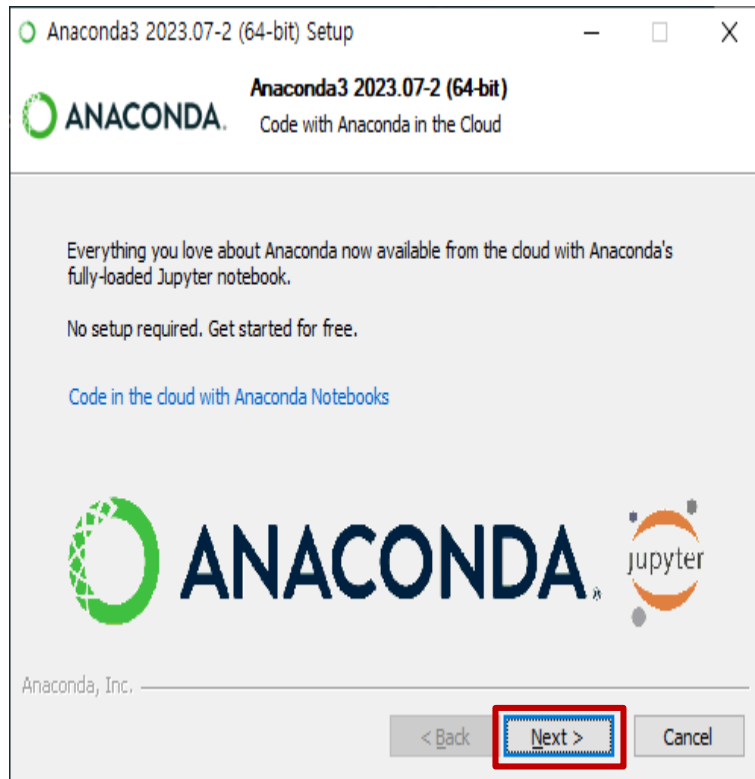 Anaconda3 2023.07-2 (64-bit) Setup
ANACONDA.
Anaconda3 2023.07-2 (64-bit)
Code with Anaconda in the Cloud
Everything you love about Anaconda now available from the cloud with Anaconda's
fully-loaded Jupyter notebook.
No setup required. Get started for free.
Code in the cloud with Anaconda Notebooks
ANACONDA.®
jupyter
Anaconda, Inc.
< Back
Next >
Cancel